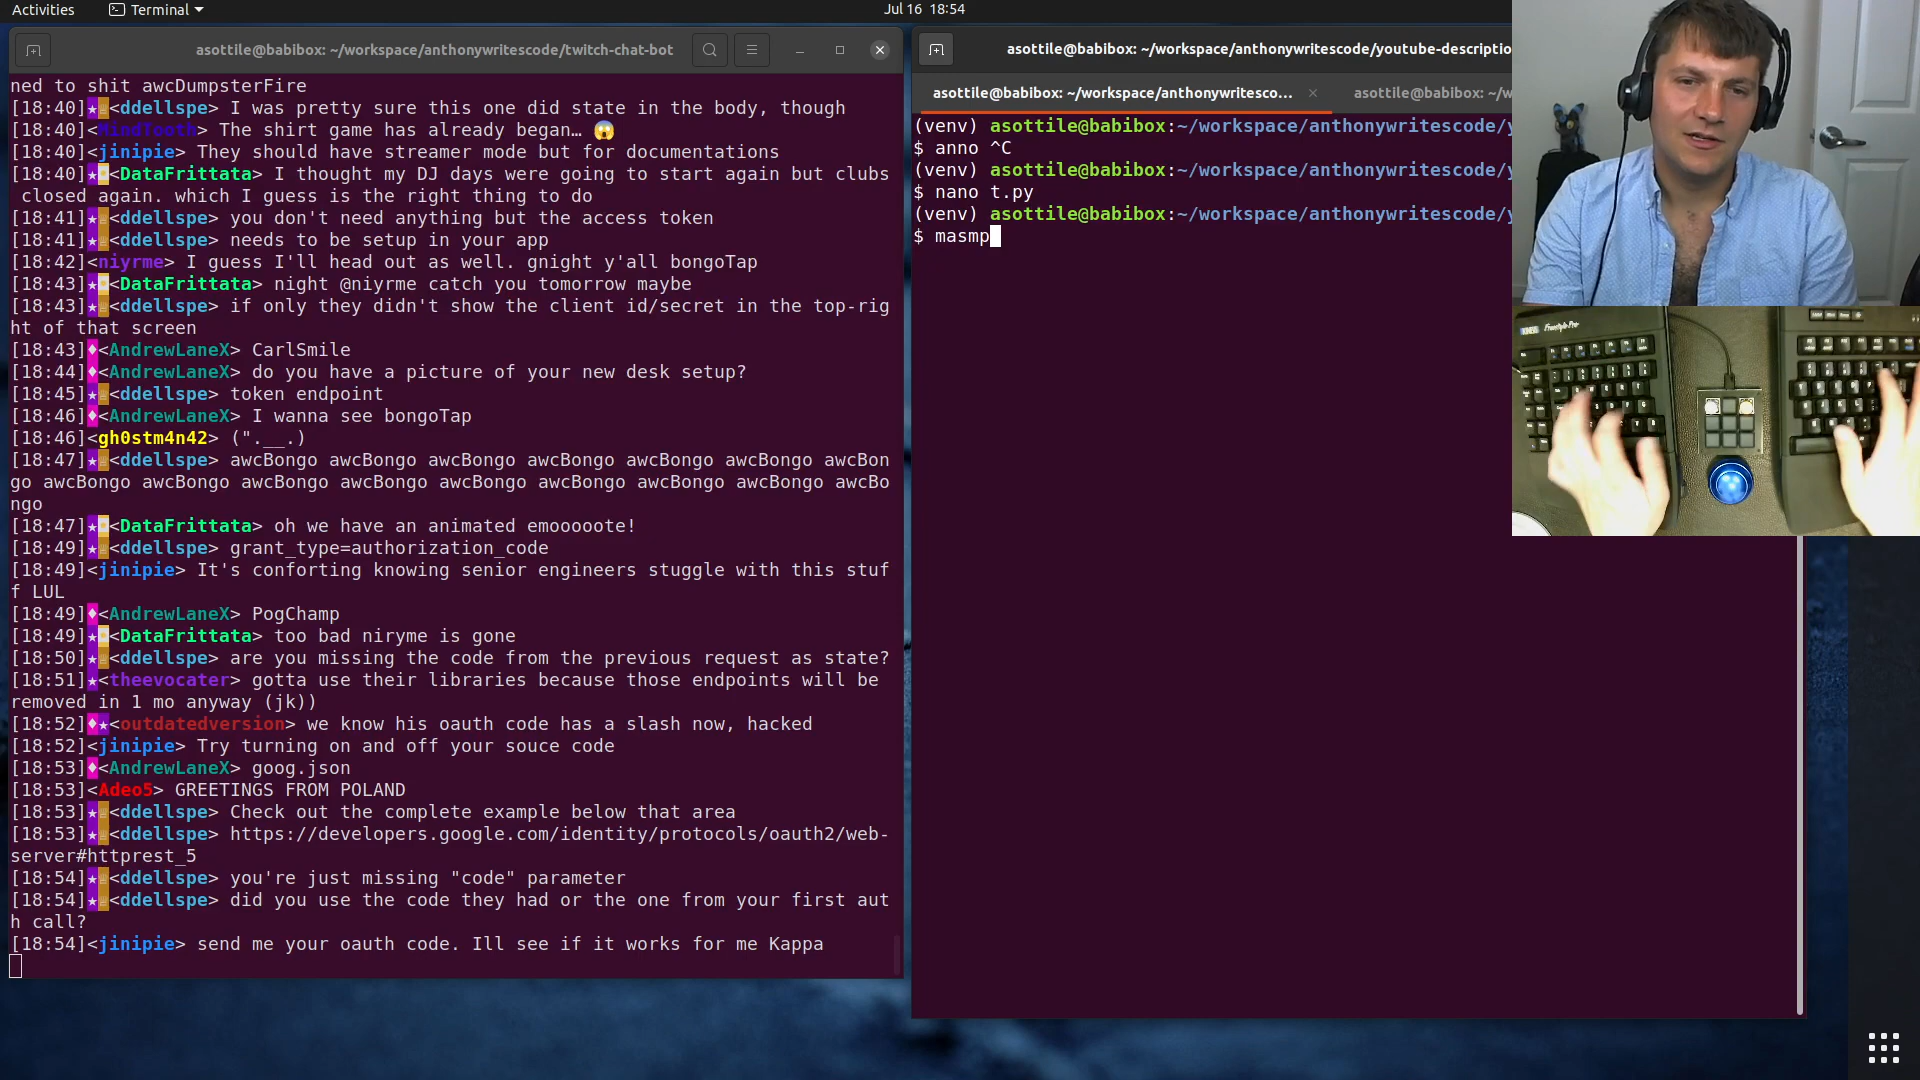 Activities
Terminal
Jul 16 18:54
asottile@babibox: ~/workspace/anthonywritescode/twitch-chat-bot
ned to shit awcDumpsterFire
[18:40]<ddellspe> I was pretty sure this one did state in the body, though
[18:40]<MindTooth> The shirt game has already began… 😱
[18:40]<jinipie> They should have streamer mode but for documentations
[18:40]<DataFrittata> I thought my DJ days were going to start again but clubs
closed again. which I guess is the right thing to do
[18:41]<ddellspe> you don't need anything but the access token
[18:41]<ddellspe> needs to be setup in your app
[18:42]<niyrme> I guess I'll head out as well. gnight y'all bongoTap
[18:43]<DataFrittata> night @niyrme catch you tomorrow maybe
[18:43]<ddellspe> if only they didn't show the client id/secret in the top-rig
ht of that screen
[18:43]<AndrewLaneX> CarlSmile
[18:44]<AndrewLaneX> do you have a picture of your new desk setup?
[18:45]<ddellspe> token endpoint
[18:46]<AndrewLaneX> I wanna see bongoTap
[18:46]<gh0stm4n42> (".__.)
[18:47]<ddellspe> awcBongo awcBongo awcBongo awcBongo awcBongo awcBongo awcBon
go awcBongo awcBongo awcBongo awcBongo awcBongo awcBongo awcBongo awcBongo awcBo
ngo
[18:47]<DataFrittata> oh we have an animated emooooote!
[18:49]<ddellspe> grant_type=authorization_code
[18:49]<jinipie> It's conforting knowing senior engineers stuggle with this stuf
f LUL
[18:49]<AndrewLaneX> PogChamp
[18:49]<DataFrittata> too bad niryme is gone
[18:50]<ddellspe> are you missing the code from the previous request as state?
[18:51]<theevocater> gotta use their libraries because those endpoints will be
removed in 1 mo anyway (jk))
[18:52]<outdatedversion> we know his oauth code has a slash now, hacked
[18:52]<jinipie> Try turning on and off your souce code
[18:53]<AndrewLaneX> goog.json
[18:53]<Adeo5> GREETINGS FROM POLAND
[18:53]<ddellspe> Check out the complete example below that area
[18:53]<ddellspe> https://developers.google.com/identity/protocols/oauth2/web-
server#httprest_5
[18:54]<ddellspe> you're just missing "code" parameter
[18:54]<ddellspe> did you use the code they had or the one from your first aut
h call?
[18:54]<jinipie> send me your oauth code. Ill see if it works for me Kappa
asottile@babibox: ~/workspace/anthonywritescode/youtube-descriptio
asottile@babibox: ~/workspace/anthonywritesco...
asottile@babibox: ~/w
(venv) asottile@babibox:~/workspace/anthonywritescode/y
$ anno ^C
(venv) asottile@babibox:~/workspace/anthonywritescode/y
$ nano t.py
(venv) asottile@babibox:~/workspace/anthonywritescode/y
$ masmp
Freestyle Pro